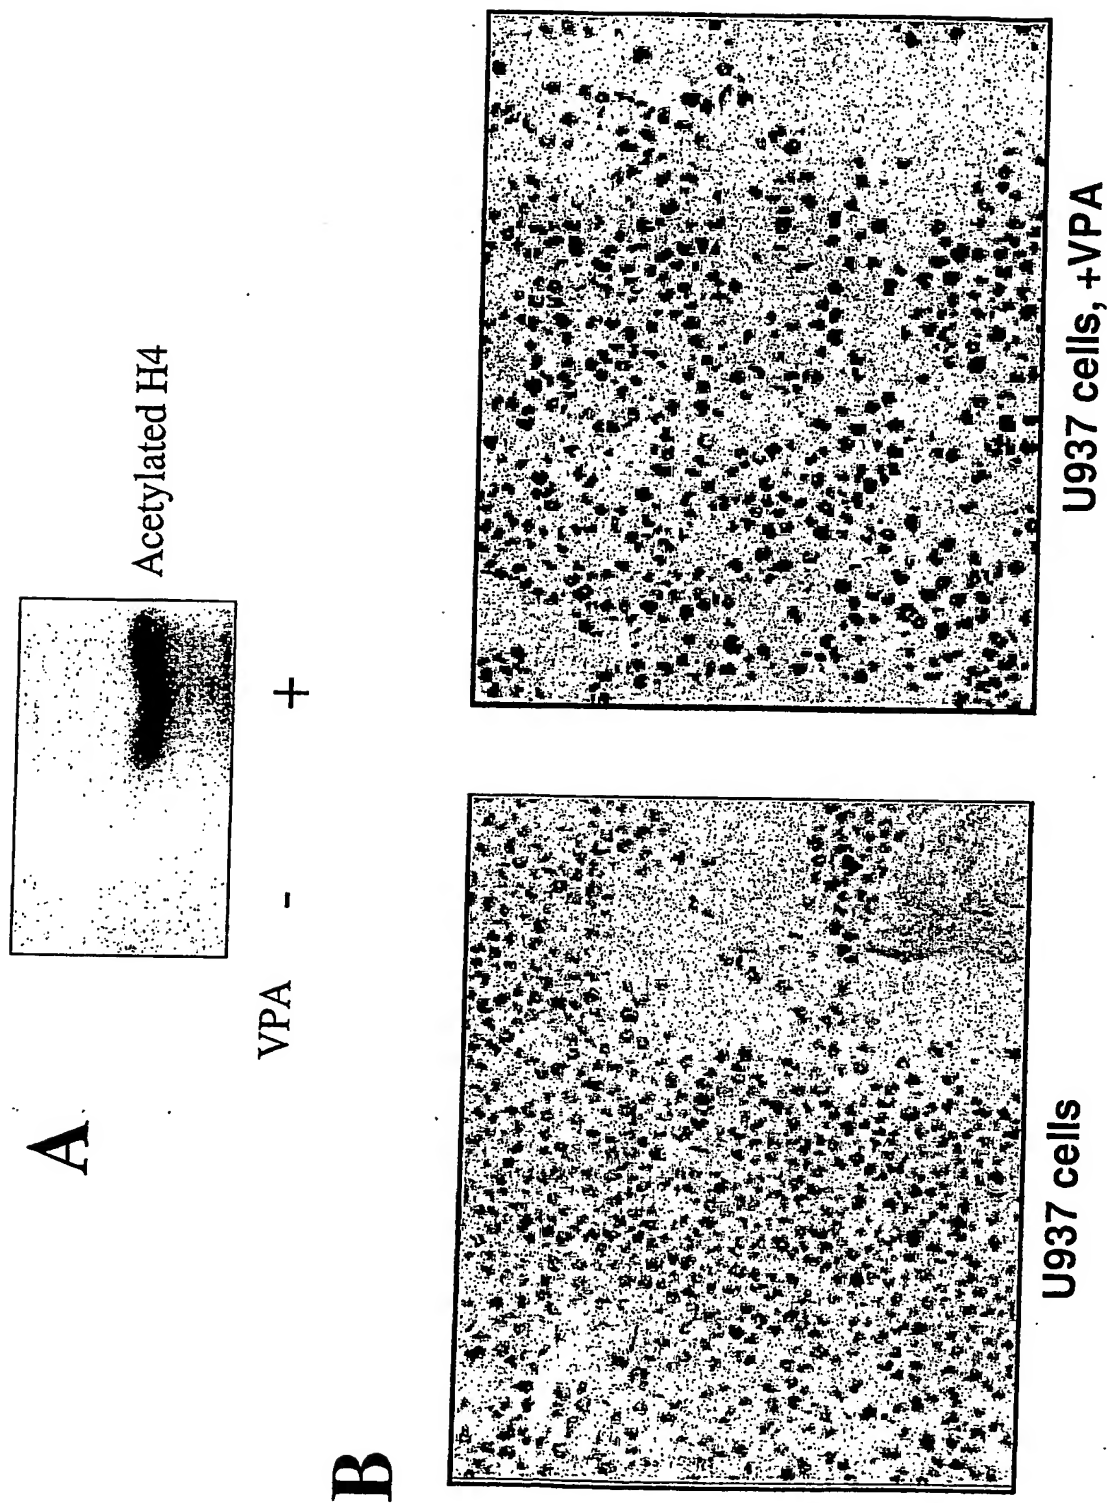 A
Acetylated H4
VPA - +
B
U937 cells
U937 cells, +VPA